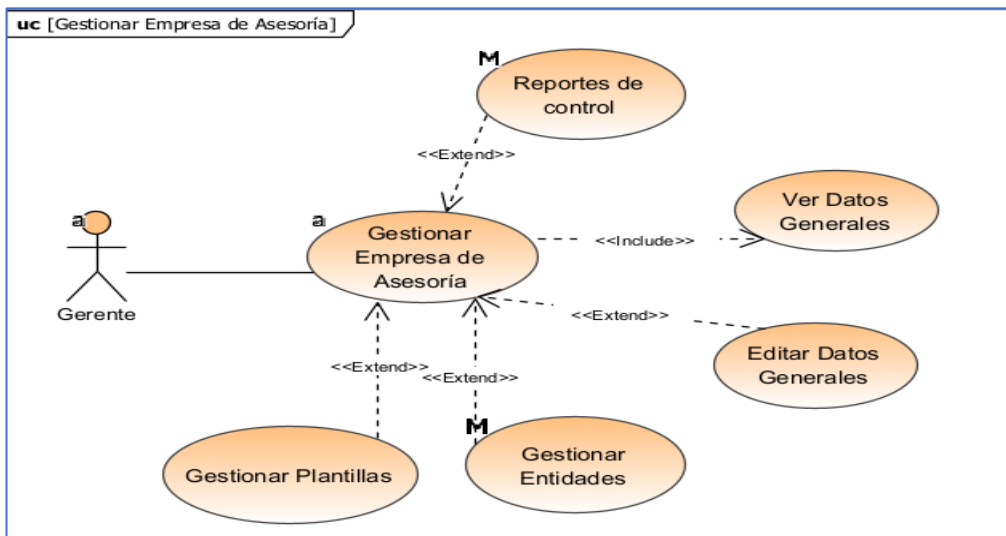 uc [Gestionar Empresa de Asesoría]
M
Reportes de
control
<<Extend>>
Ver Datos
Generales
a
a
Gestionar
Empresa de
Asesoría
<<Include>>
Gerente
<<Extend>>
Editar Datos
Generales
<<Extend>>
<<Extend>>
M
Gestionar Plantillas
Gestionar
Entidades